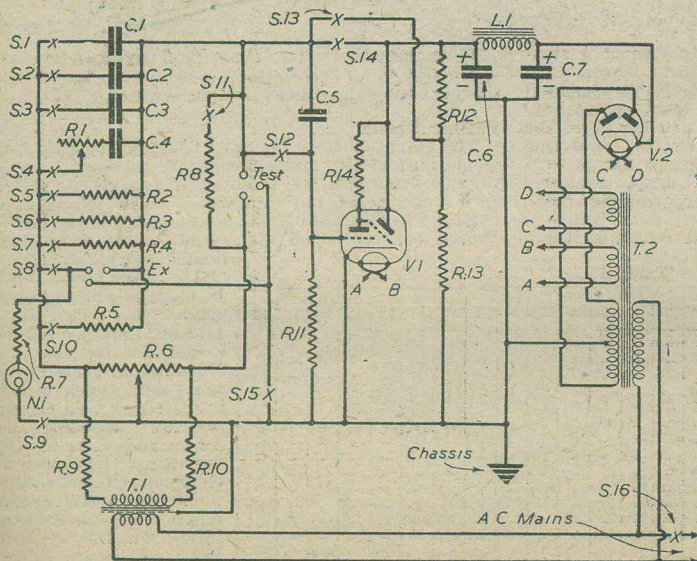 S.13
C.1
L.1
S.1
S.14
+
+
C.7
S.2
C.2
S.11
-
-
S.3
C.3
C.5
R.12
C.6
R.1
C.4
S.12
V.2
S.4
R.8
Test
R.14
C
D
S.5
R.2
D
S.6
R.3
C
T.2
S.7
R.4
B
S.8
Ex
V.1
R.13
A
A
B
R.5
R.11
S.10
R.6
R.7
S.15
N.i
S.9
Chassis
R.9
R.10
T.1
S.16
A C Mains